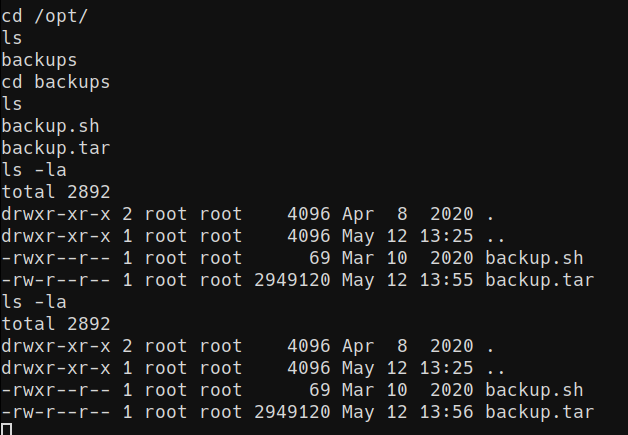 cd /opt/
ls
backups
cd backups
ls
backup.sh
backup.tar
ls -la
total 2892
drwxr-xr-x 2 root root    4096 Apr  8  2020 .
drwxr-xr-x 1 root root    4096 May 12 13:25 ..
-rwxr--r-- 1 root root      69 Mar 10  2020 backup.sh
-rw-r--r-- 1 root root 2949120 May 12 13:55 backup.tar
ls -la
total 2892
drwxr-xr-x 2 root root    4096 Apr  8  2020 .
drwxr-xr-x 1 root root    4096 May 12 13:25 ..
-rwxr--r-- 1 root root      69 Mar 10  2020 backup.sh
-rw-r--r-- 1 root root 2949120 May 12 13:56 backup.tar